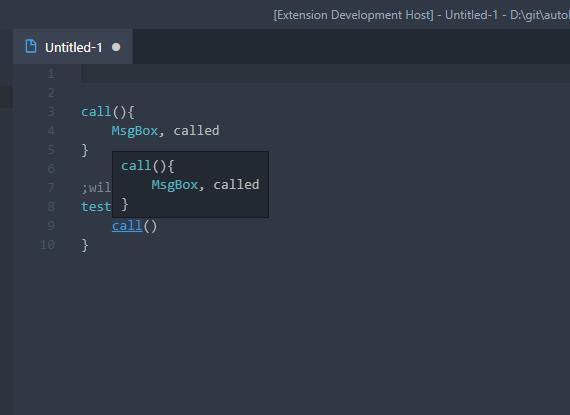 [Extension Development Host] - Untitled-1 - D:\git\auto
Untitled-1
1
2
3 call(){
4 MsgBox, called
5 }
6 call(){
7 ;wil MsgBox, called
8 test }
9 call()
10 }